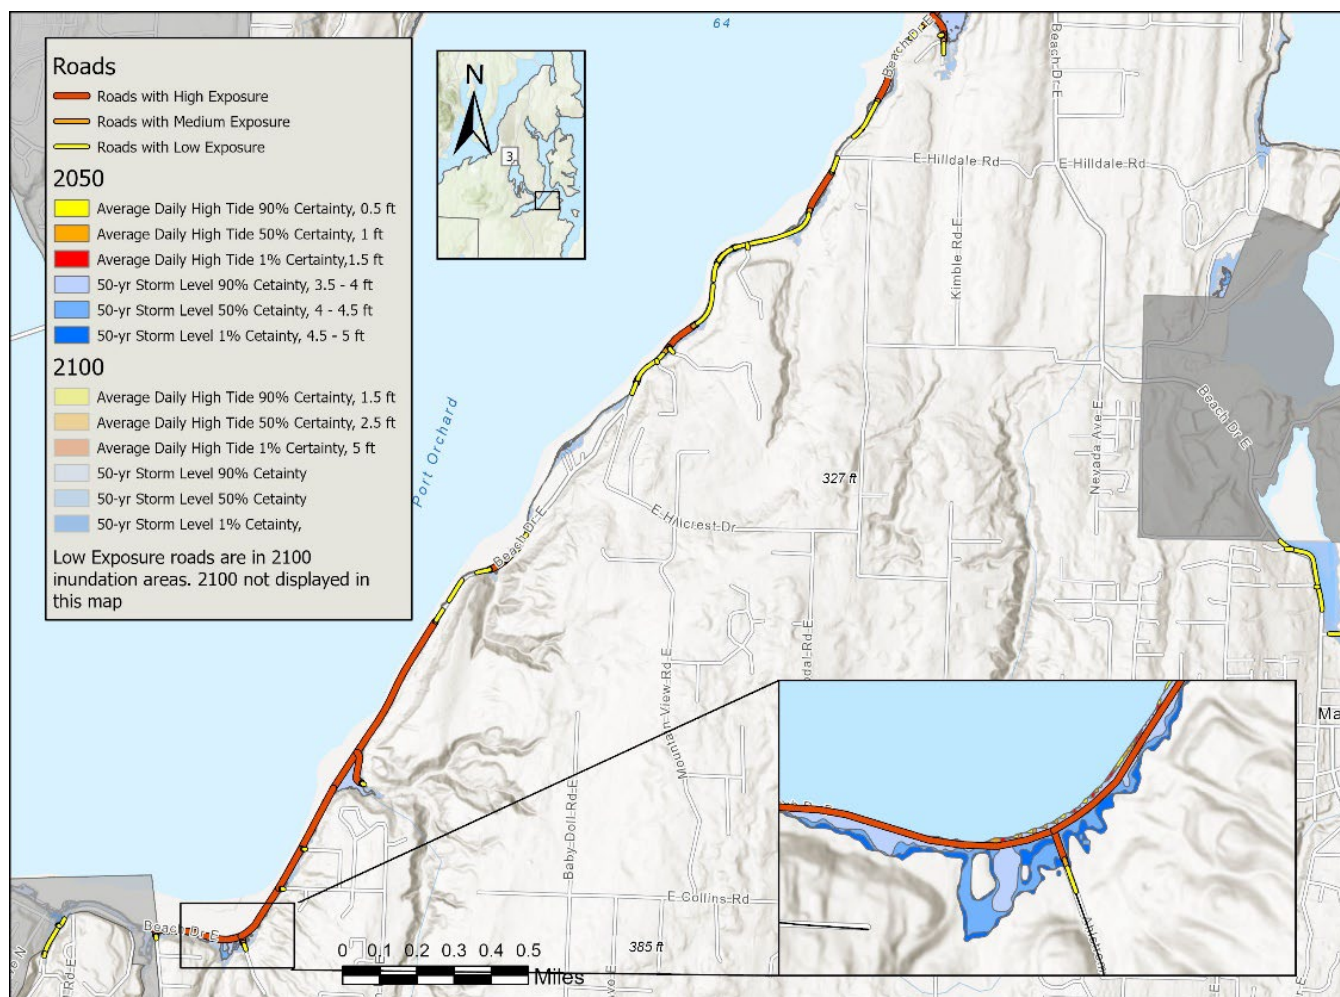 64
Roads
Roads with High Exposure
Roads with Medium Exposure
Roads with Low Exposure
2050
Average Daily High Tide 90% Certainty, 0.5 ft
Average Daily High Tide 50% Certainty, 1 ft
Average Daily High Tide 1% Certainty,1.5 ft
50-yr Storm Level 90% Cetainty, 3.5 - 4 ft
50-yr Storm Level 50% Cetainty, 4 - 4.5 ft
50-yr Storm Level 1% Cetainty, 4.5 - 5 ft
2100
Average Daily High Tide 90% Certainty, 1.5 ft
Average Daily High Tide 50% Certainty, 2.5 ft
Average Daily High Tide 1% Certainty, 5 ft
50-yr Storm Level 90% Cetainty
50-yr Storm Level 50% Cetainty
50-yr Storm Level 1% Cetainty,
Low Exposure roads are in 2100
inundation areas. 2100 not displayed in
this map
N
3
Beach Dr E
Beach Dr E
E Hilldale Rd
E Hilldale Rd
Kimble Rd E
Beach Dr E
Nevada Ave E
Port Orchard
327 ft
E Hillcrest Dr
Beach Dr E
Mountain View Rd E
Baby Doll Rd E
E Collins Rd
Beach Dr E
385 ft
0 0.1 0.2 0.3 0.4 0.5
Miles
Rd E
Ma